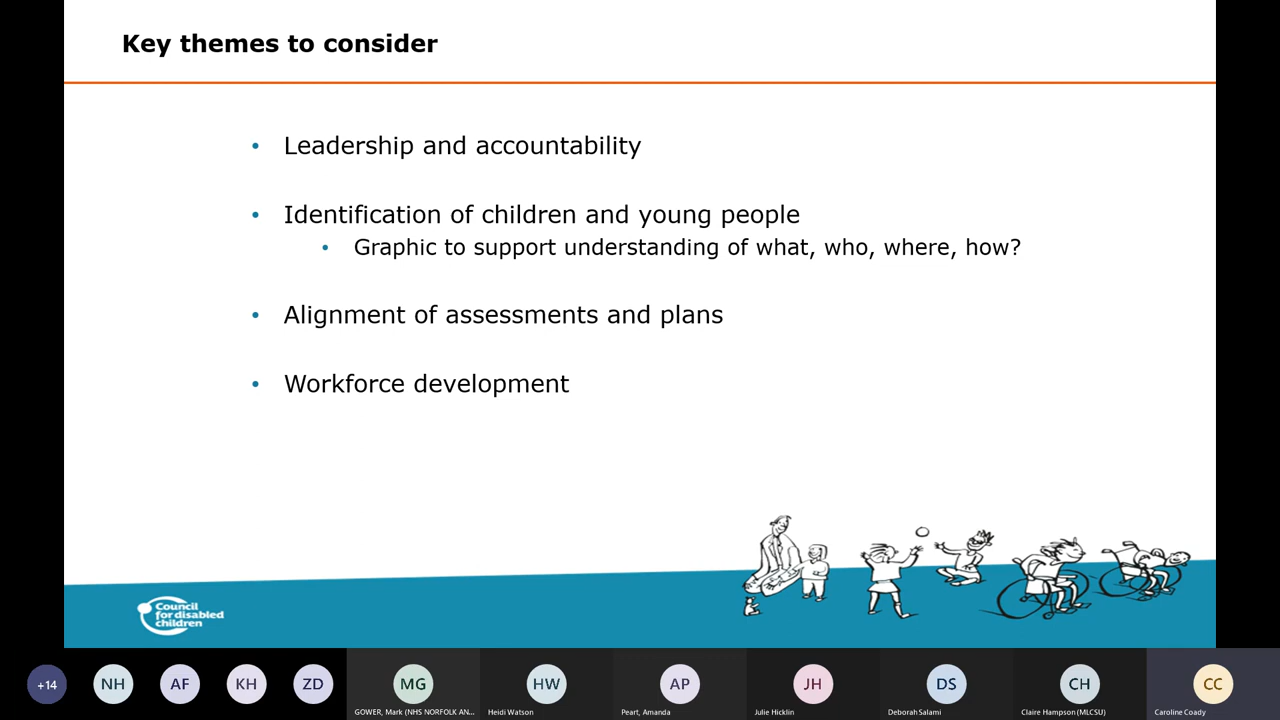 Key themes to consider
• Leadership and accountability
• Identification of children and young people
• Graphic to support understanding of what, who, where, how?
• Alignment of assessments and plans
• Workforce development
Council
for disabled
children
+14
NH
AF
KH
ZD
MG
HW
AP
JH
DS
CH
CC
GOWER, Mark (NHS NORFOLK AN...
Heidi Watson
Peart, Amanda
Julie Hicklin
Deborah Salami
Claire Hampson (MLCSU)
Caroline Coady